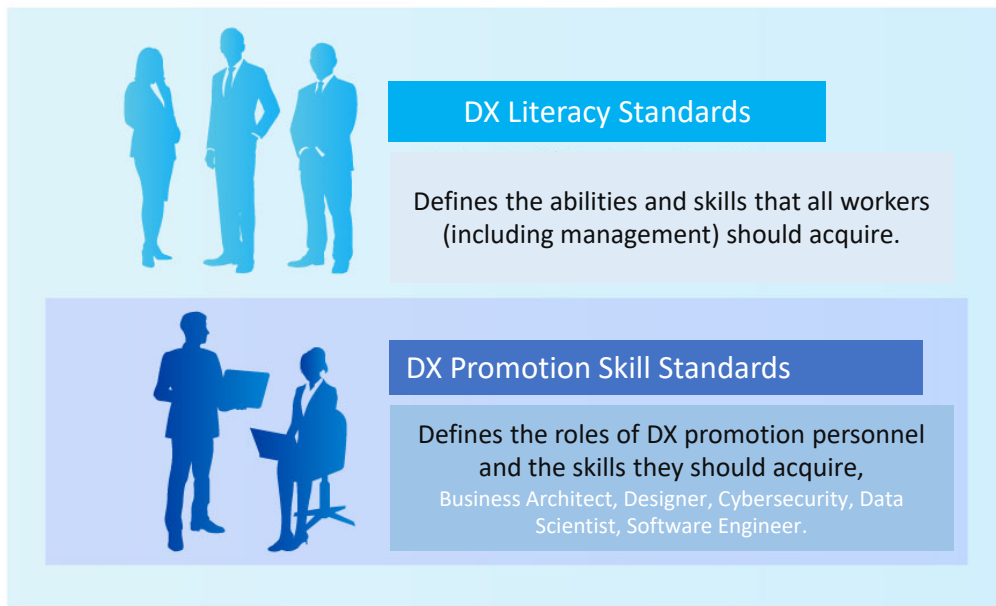 DX Literacy Standards
Defines the abilities and skills that all workers
(including management) should acquire.
DX Promotion Skill Standards
Defines the roles of DX promotion personnel
and the skills they should acquire,
Business Architect, Designer, Cybersecurity, Data
Scientist, Software Engineer.